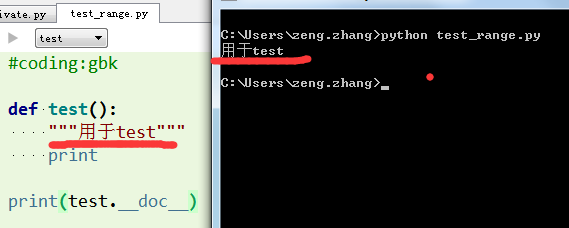 ivate.py
test_range.py
test
#coding:gbk
def test():
"""用于test"""
print
print(test.__doc__)
C:\Users\zeng.zhang>python test_range.py
用于test
C:\Users\zeng.zhang>_